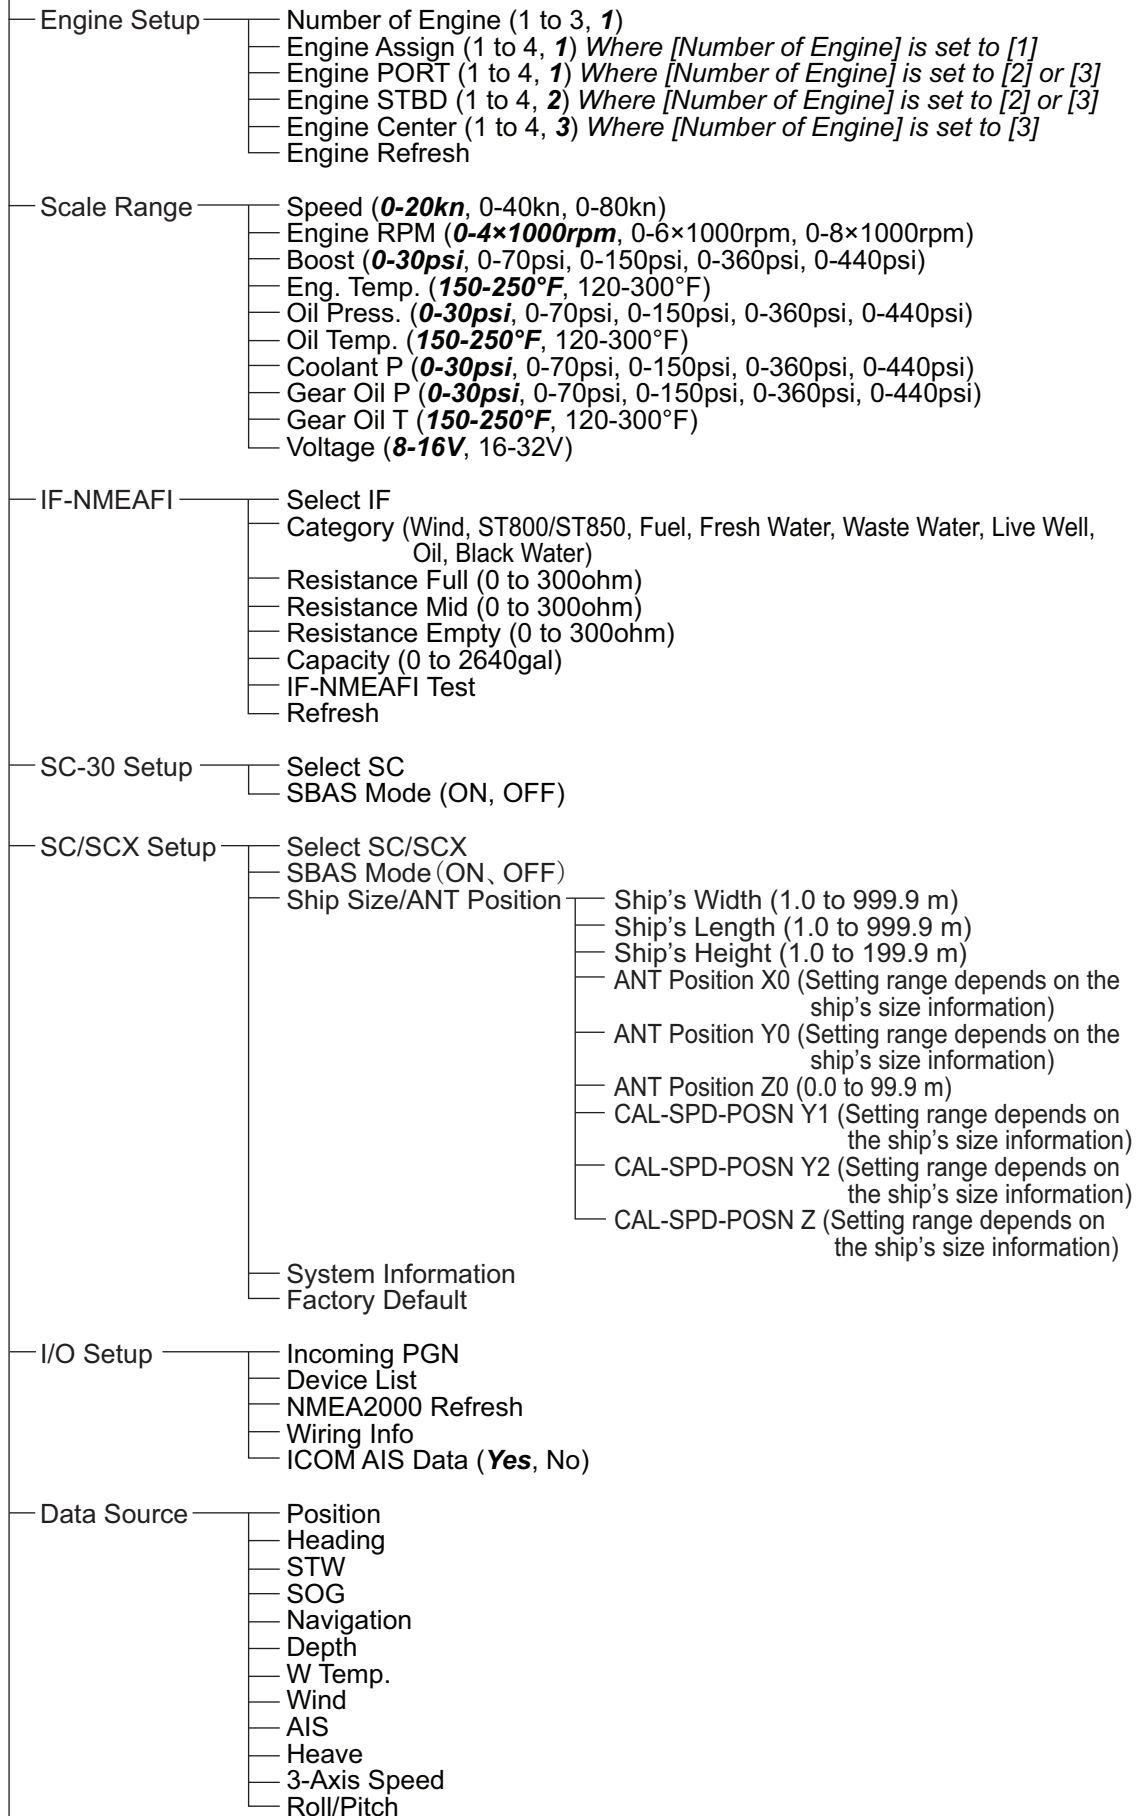 Engine Setup
Number of Engine (1 to 3, 1)
Engine Assign (1 to 4, 1) Where [Number of Engine] is set to [1]
Engine PORT (1 to 4, 1) Where [Number of Engine] is set to [2] or [3]
Engine STBD (1 to 4, 2) Where [Number of Engine] is set to [2] or [3]
Engine Center (1 to 4, 3) Where [Number of Engine] is set to [3]
Engine Refresh
Scale Range
Speed (0-20kn, 0-40kn, 0-80kn)
Engine RPM (0-4×1000rpm, 0-6×1000rpm, 0-8×1000rpm)
Boost (0-30psi, 0-70psi, 0-150psi, 0-360psi, 0-440psi)
Eng. Temp. (150-250°F, 120-300°F)
Oil Press. (0-30psi, 0-70psi, 0-150psi, 0-360psi, 0-440psi)
Oil Temp. (150-250°F, 120-300°F)
Coolant P (0-30psi, 0-70psi, 0-150psi, 0-360psi, 0-440psi)
Gear Oil P (0-30psi, 0-70psi, 0-150psi, 0-360psi, 0-440psi)
Gear Oil T (150-250°F, 120-300°F)
Voltage (8-16V, 16-32V)
IF-NMEAFI
Select IF
Category (Wind, ST800/ST850, Fuel, Fresh Water, Waste Water, Live Well,
Oil, Black Water)
Resistance Full (0 to 300ohm)
Resistance Mid (0 to 300ohm)
Resistance Empty (0 to 300ohm)
Capacity (0 to 2640gal)
IF-NMEAFI Test
Refresh
SC-30 Setup
Select SC
SBAS Mode (ON, OFF)
SC/SCX Setup
Select SC/SCX
SBAS Mode（ON、OFF）
Ship Size/ANT Position
Ship's Width (1.0 to 999.9 m)
Ship's Length (1.0 to 999.9 m)
Ship's Height (1.0 to 199.9 m)
ANT Position X0 (Setting range depends on the
ship's size information)
ANT Position Y0 (Setting range depends on the
ship's size information)
ANT Position Z0 (0.0 to 99.9 m)
CAL-SPD-POSN Y1 (Setting range depends on
the ship's size information)
CAL-SPD-POSN Y2 (Setting range depends on
the ship's size information)
CAL-SPD-POSN Z (Setting range depends on
the ship's size information)
System Information
Factory Default
I/O Setup
Incoming PGN
Device List
NMEA2000 Refresh
Wiring Info
ICOM AIS Data (Yes, No)
Data Source
Position
Heading
STW
SOG
Navigation
Depth
W Temp.
Wind
AIS
Heave
3-Axis Speed
Roll/Pitch